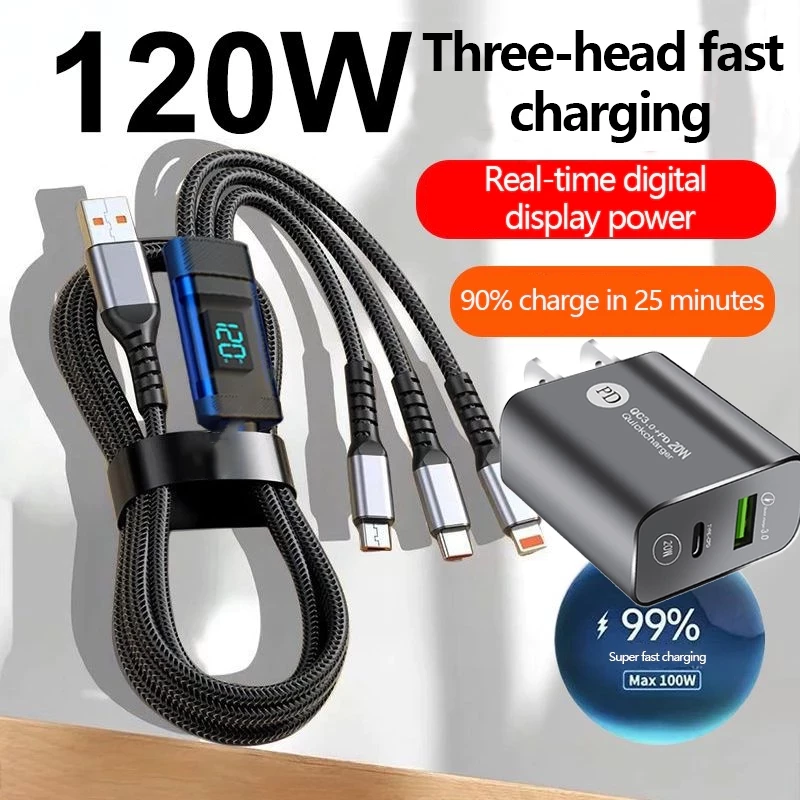 120W
Three-head fast
charging
Real-time digital
display power
90% charge in 25 minutes
120
PD
QC3.0+PD 20W
Quickcharger
20W
3.0
99%
Super fast charging
Max 100W